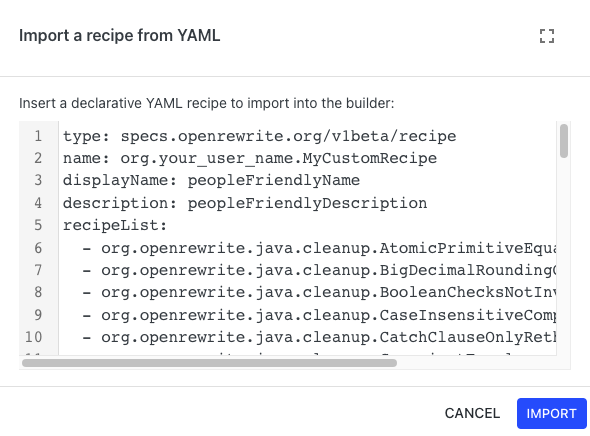 Import a recipe from YAML
Insert a declarative YAML recipe to import into the builder:
1 type: specs.openrewrite.org/v1beta/recipe
2 name: org.your_user_name.MyCustomRecipe
3 displayName: peopleFriendlyName
4 description: peopleFriendlyDescription
5 recipeList:
6 - org.openrewrite.java.cleanup.AtomicPrimitiveEqua
7 - org.openrewrite.java.cleanup.BigDecimalRounding
8 - org.openrewrite.java.cleanup.BooleanChecksNotInv
9 - org.openrewrite.java.cleanup.CaseInsensitiveComp
10 - org.openrewrite.java.cleanup.CatchClauseOnlyReth
CANCEL
IMPORT